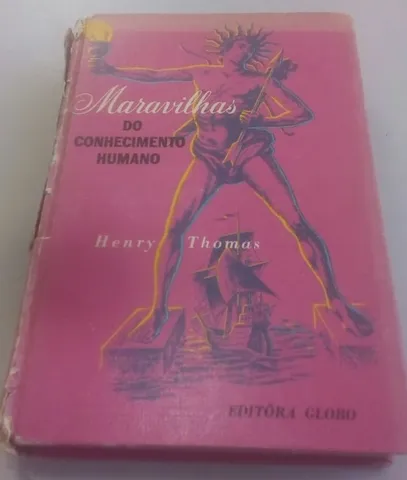 Maravilhas
DO
CONHECIMENTO
HUMANO
Henry Thomas
EDITÔRA GLOBO